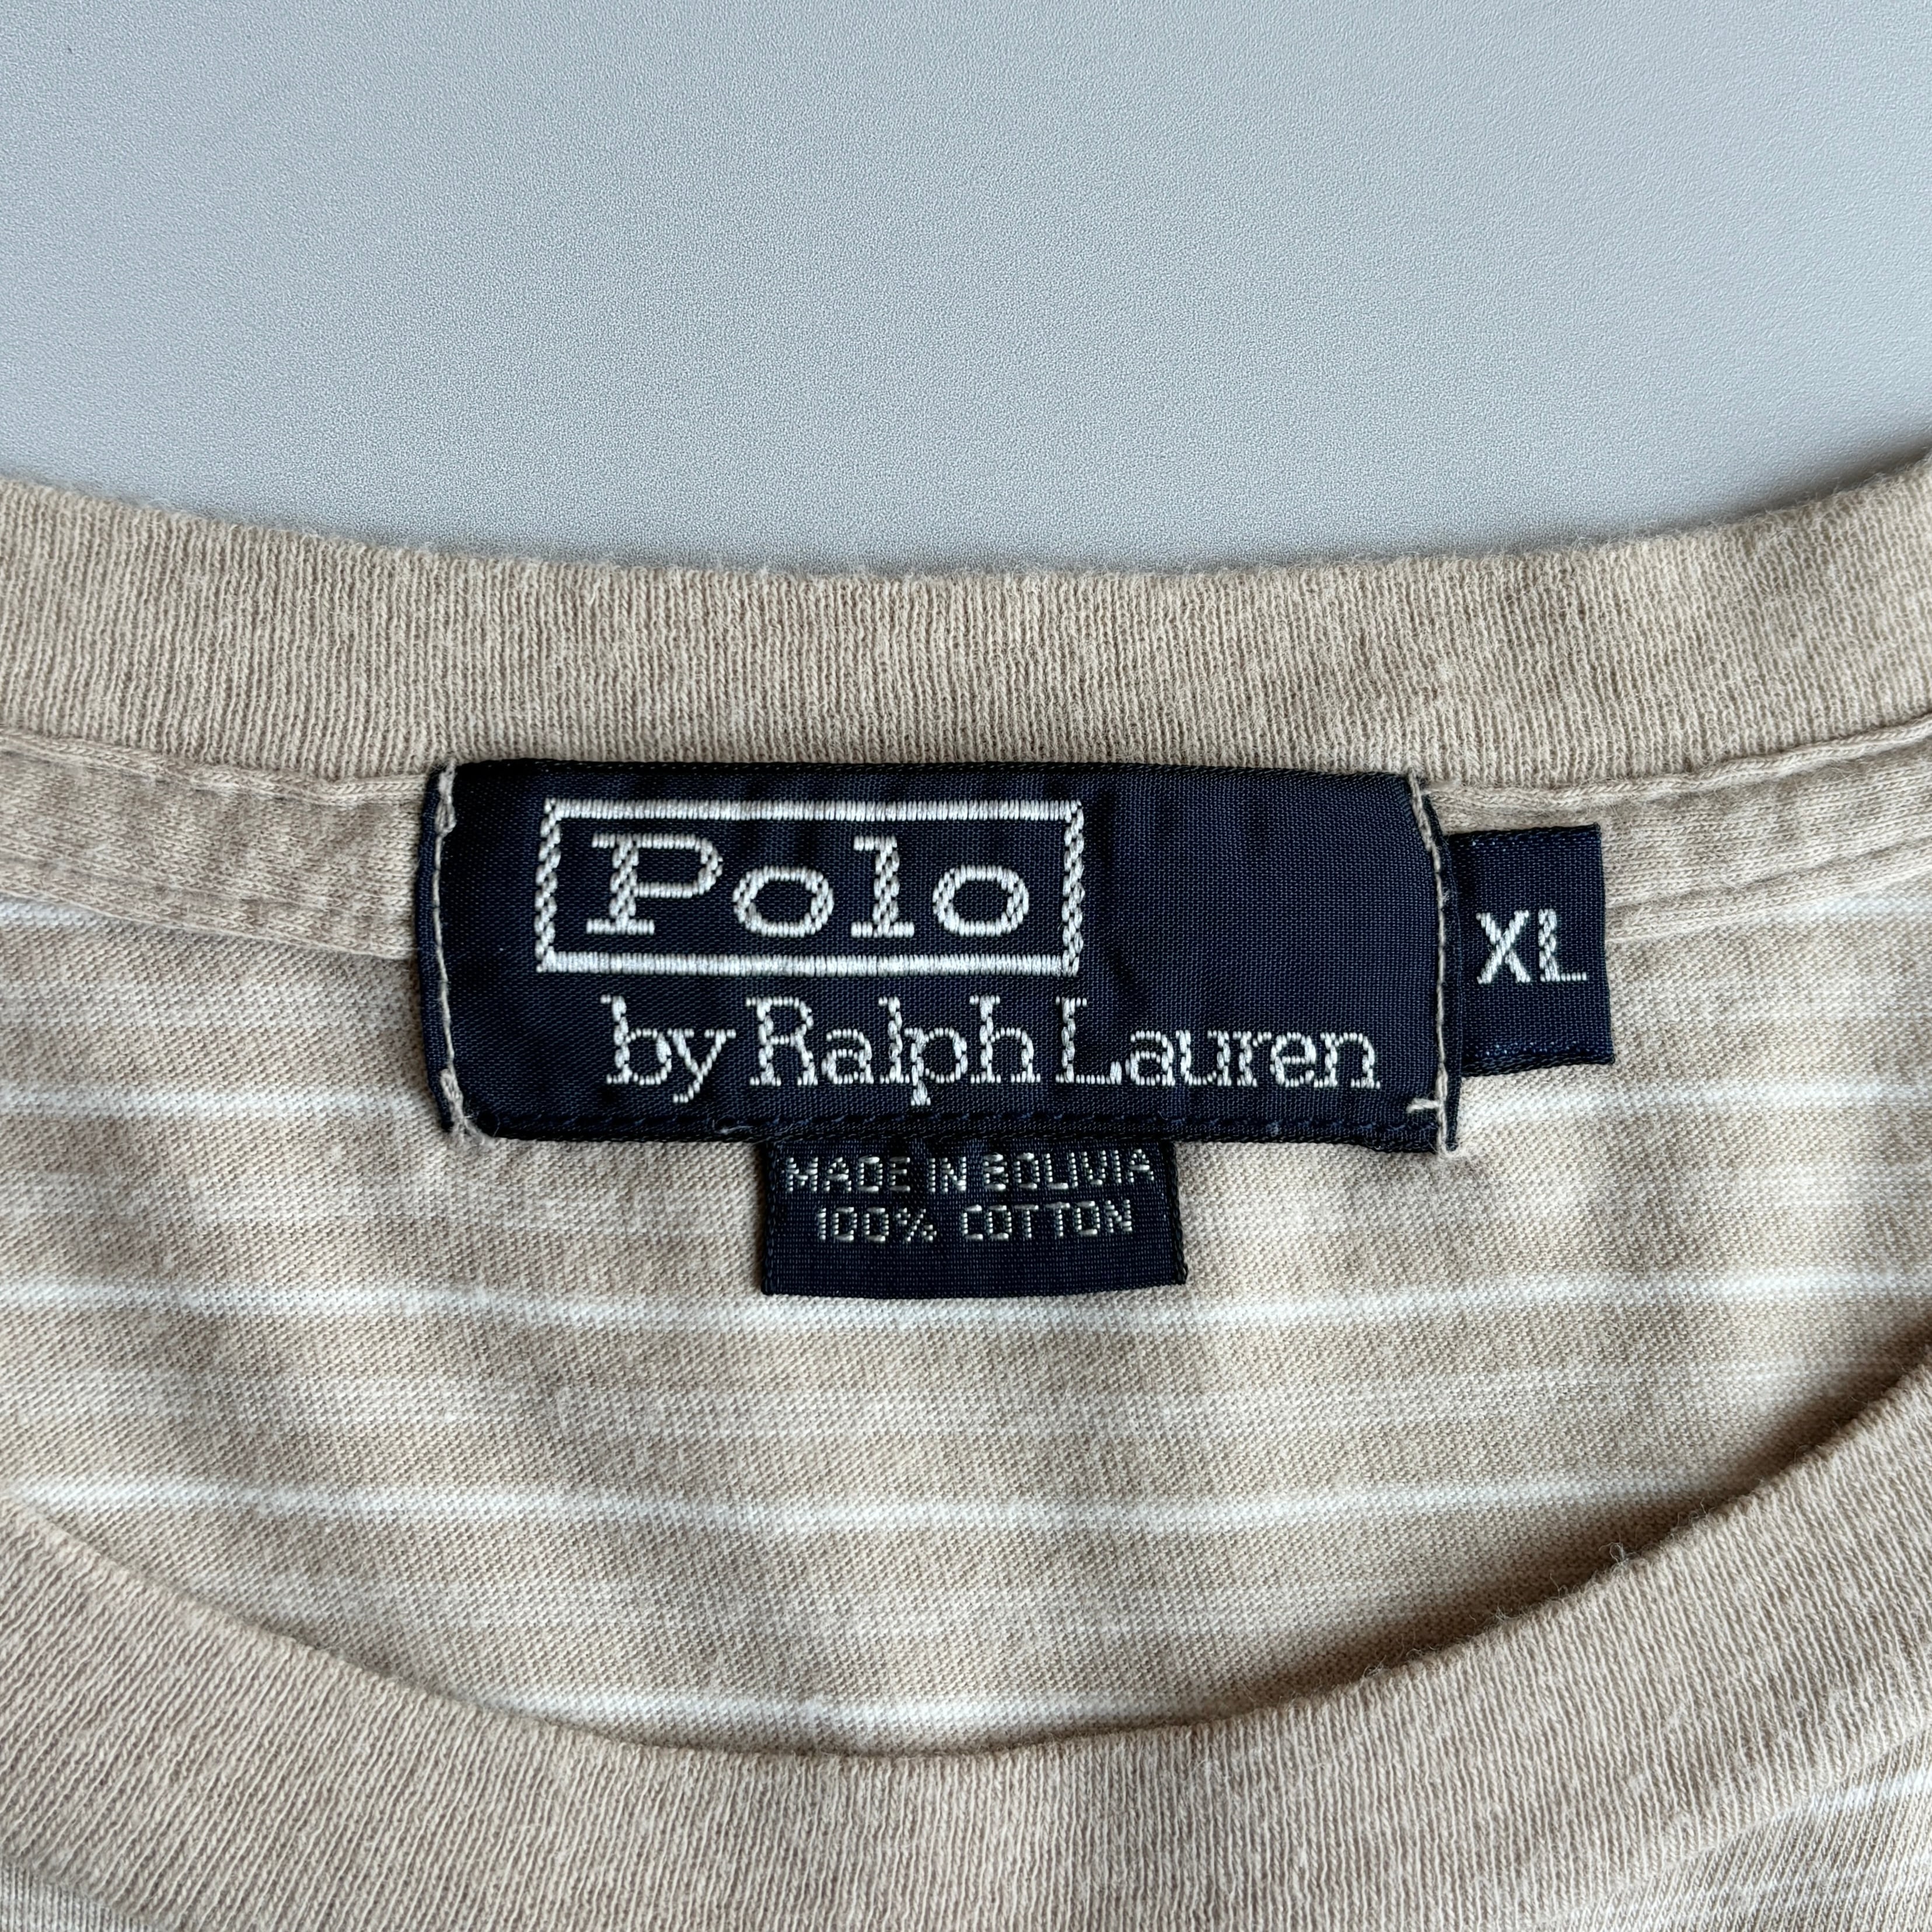 Polo
by Ralph Lauren
XL
MADE IN BOLIVIA
100% COTTON